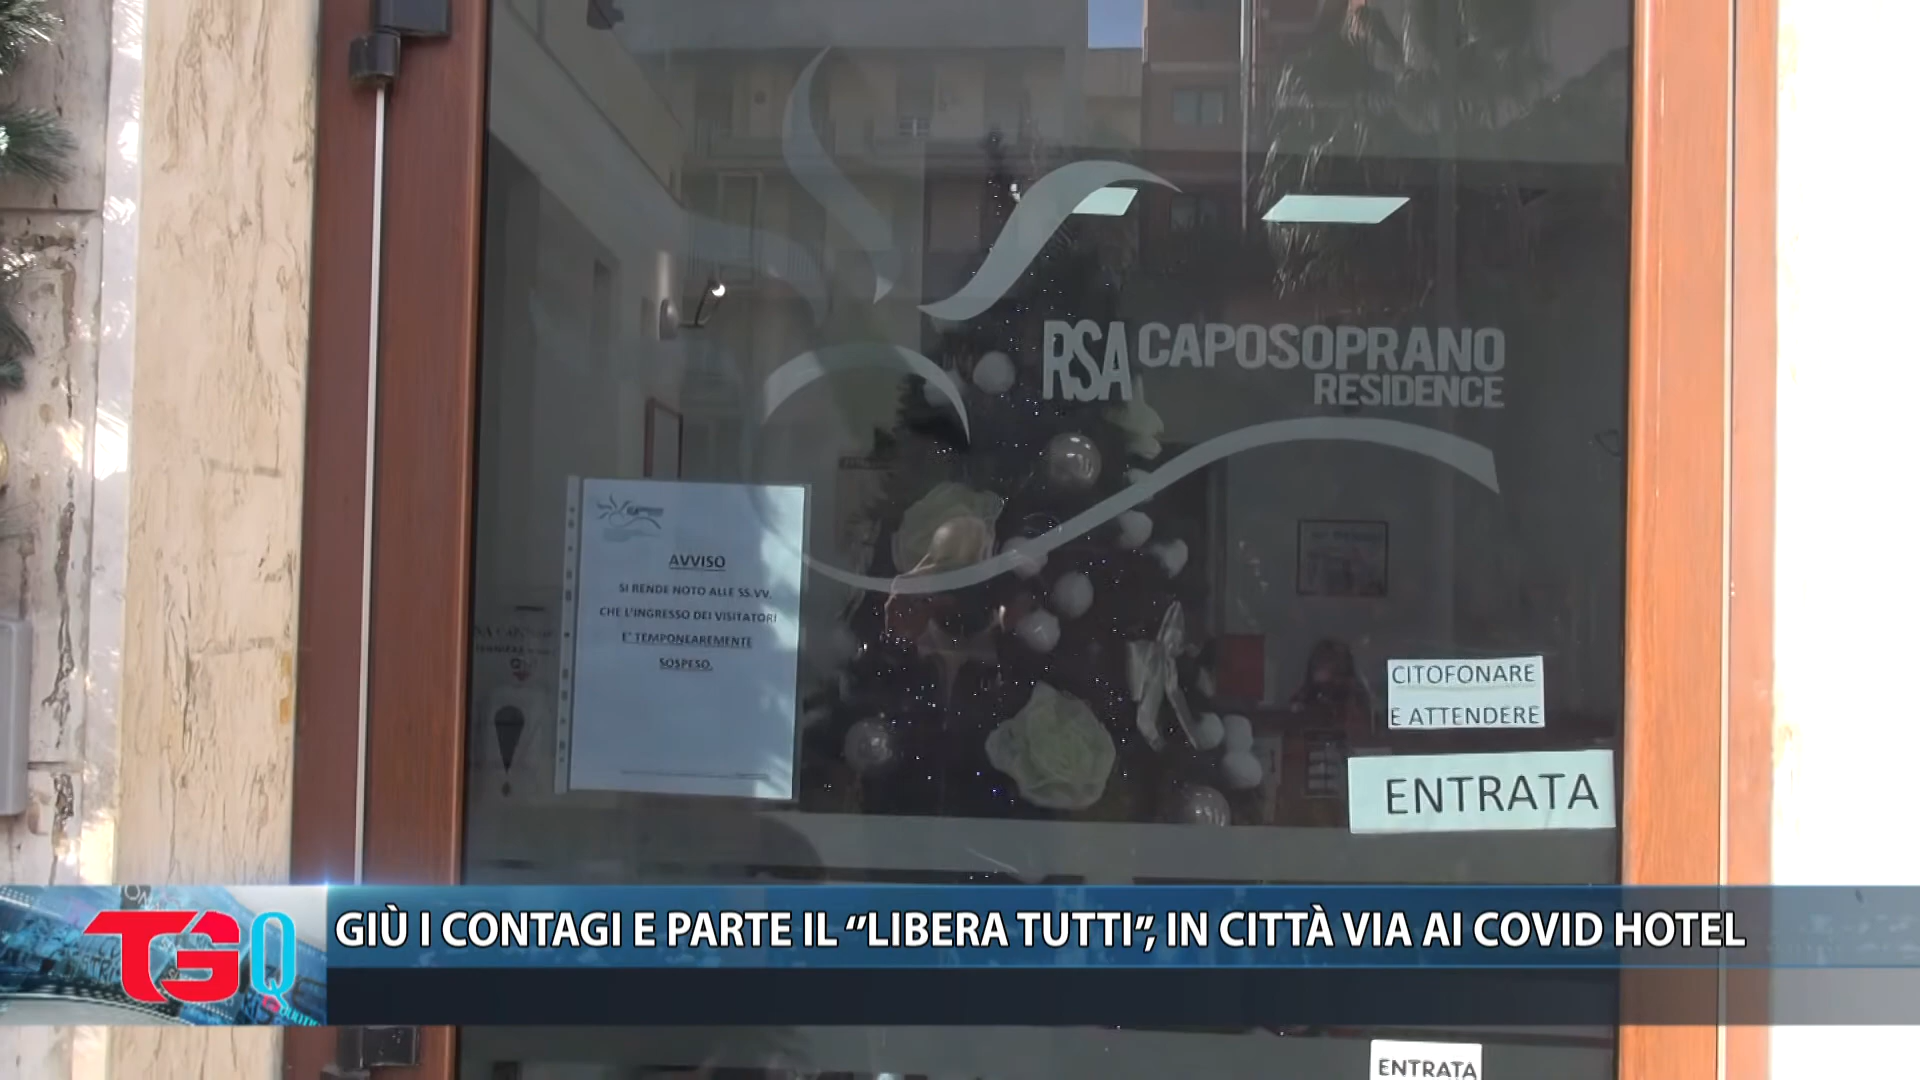 RSA CAPOSOPRANO
RESIDENCE
AVVISO
SI RENDE NOTO ALLE SS.VV.
CHE L'INGRESSO DEI VISITATORI
E' TEMPONEAREMENTE
SOSPESO.
CITOFONARE
E ATTENDERE
ENTRATA
TGQ
GIÙ I CONTAGI E PARTE IL “LIBERA TUTTI”, IN CITTÀ VIA AI COVID HOTEL
ENTRATA